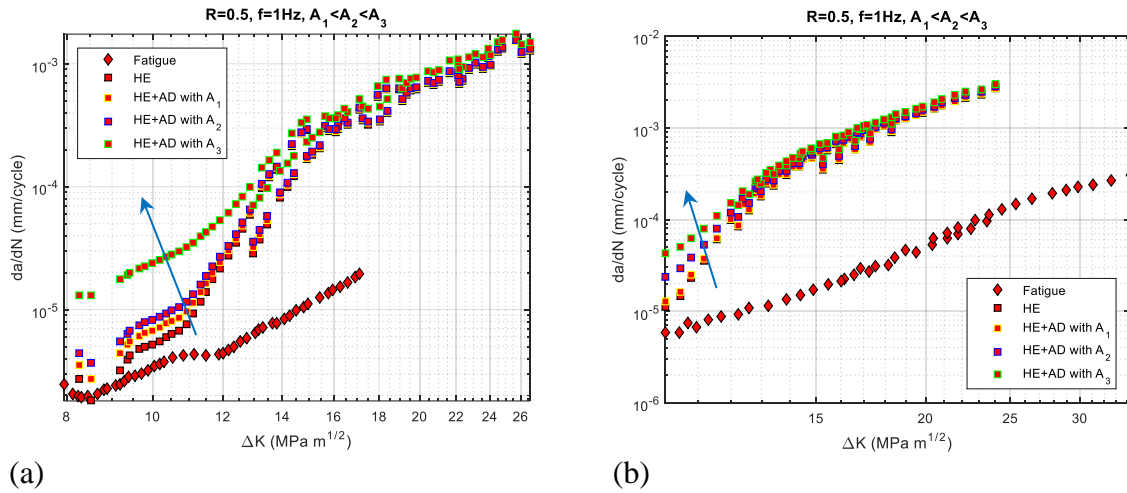 R=0.5, f=1Hz, A₁<A₂<A₃
Fatigue
HE
HE+AD with A₁
HE+AD with A₂
HE+AD with A₃
da/dN (mm/cycle)
10⁻³
10⁻⁴
10⁻⁵
8 10 12 14 16 18 20 22 24 26
ΔK (MPa m^1/2)
(a)
R=0.5, f=1Hz, A₁<A₂<A₃
da/dN (mm/cycle)
10⁻²
10⁻³
10⁻⁴
10⁻⁵
10⁻⁶
Fatigue
HE
HE+AD with A₁
HE+AD with A₂
HE+AD with A₃
15 20 25 30
ΔK (MPa m^1/2)
(b)